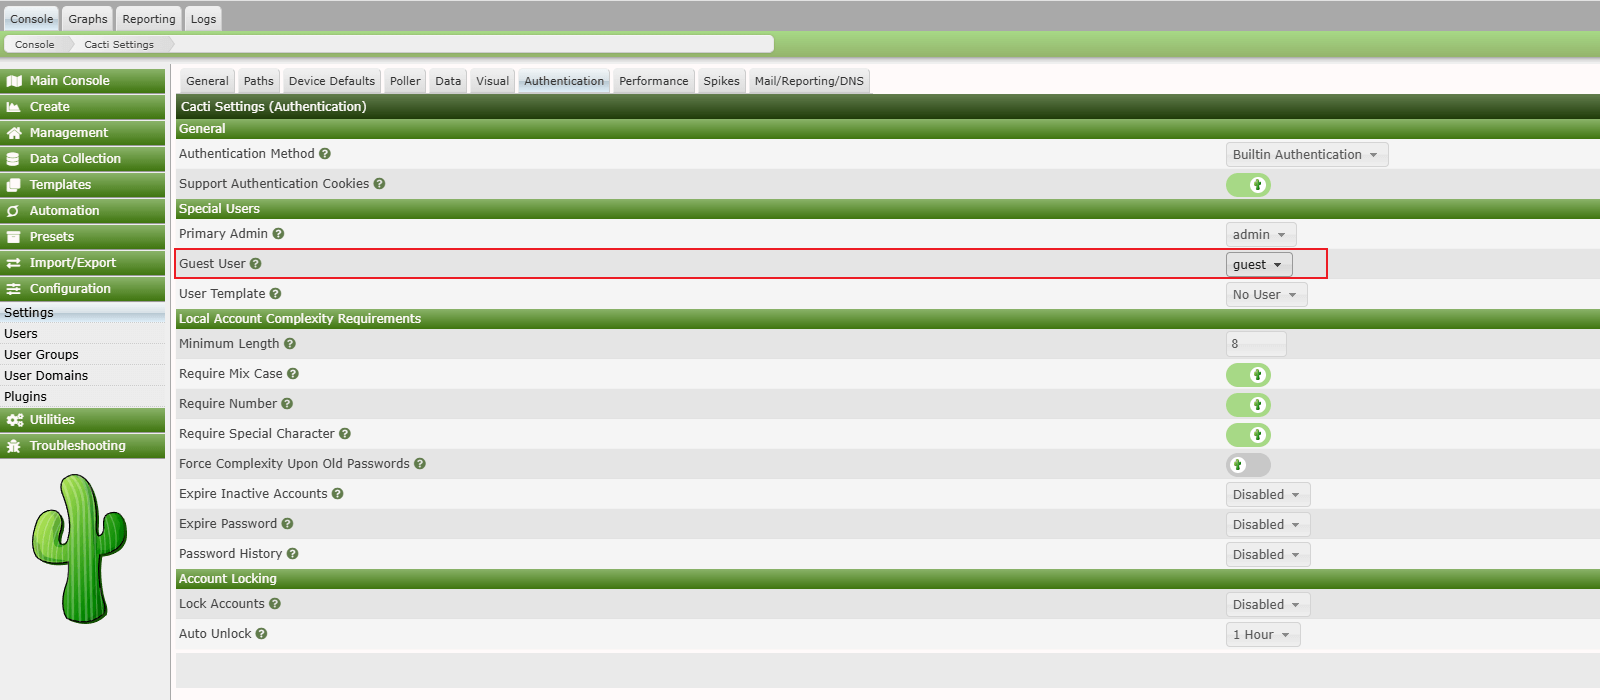 Console Graphs Reporting Logs
Console Cacti Settings
Main Console
Create
Management
Data Collection
Templates
Automation
Presets
Import/Export
Configuration
Settings
Users
User Groups
User Domains
Plugins
Utilities
Troubleshooting
General Paths Device Defaults Poller Data Visual Authentication Performance Spikes Mail/Reporting/DNS
Cacti Settings (Authentication)
General
Authentication Method Builtin Authentication
Support Authentication Cookies
Special Users
Primary Admin admin
Guest User guest
User Template No User
Local Account Complexity Requirements
Minimum Length 8
Require Mix Case
Require Number
Require Special Character
Force Complexity Upon Old Passwords
Expire Inactive Accounts Disabled
Expire Password Disabled
Password History Disabled
Account Locking
Lock Accounts Disabled
Auto Unlock 1 Hour